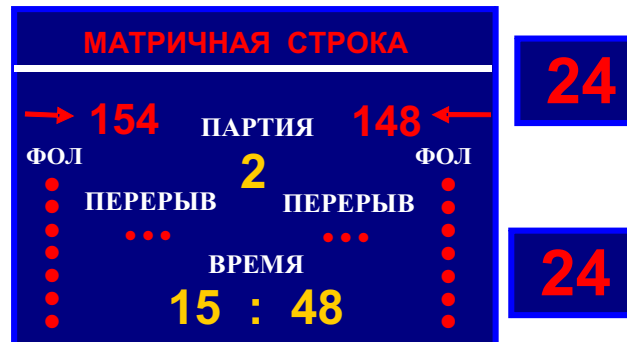 МАТРИЧНАЯ СТРОКА
24
154 ПАРТИЯ 148
ФОЛ 2 ФОЛ
ПЕРЕРЫВ ПЕРЕРЫВ
ВРЕМЯ
15 : 48
24